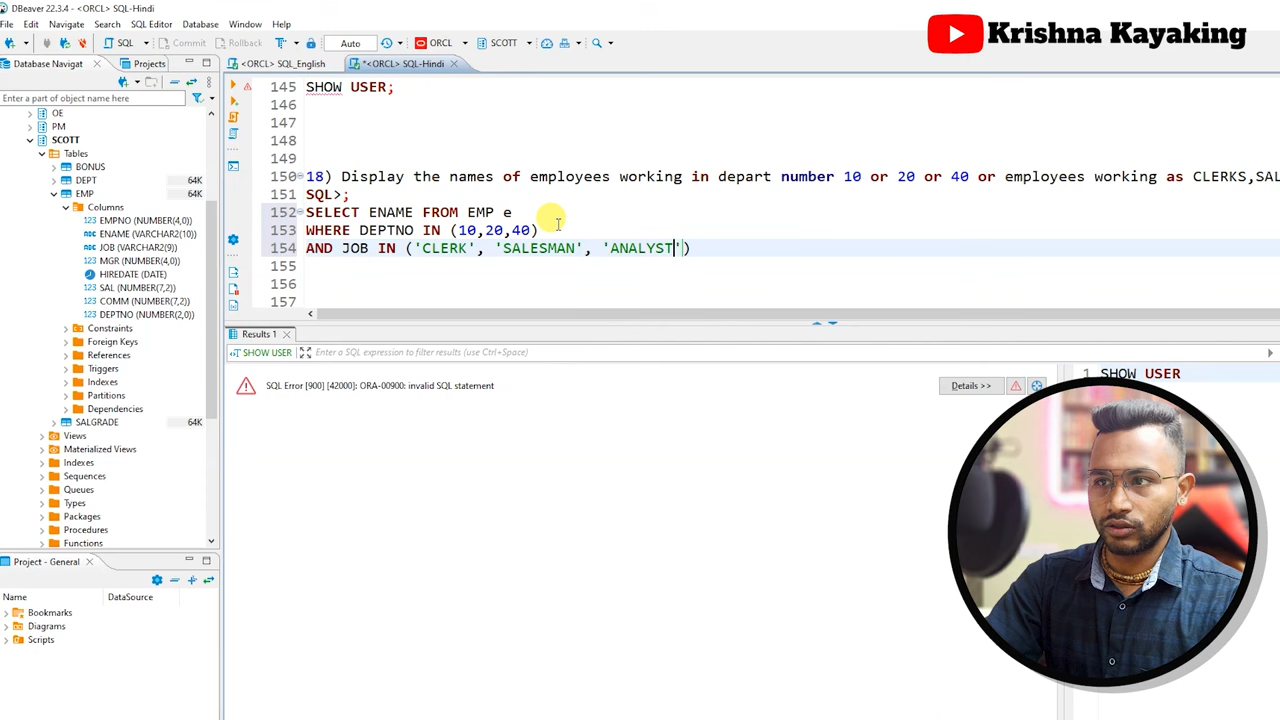 DBeaver 22.3.4 - <ORCL> SQL-Hindi
File Edit Navigate Search SQL Editor Database Window Help
SQL Commit Rollback Auto ORCL SCOTT
Krishna Kayaking
Database Navigat Projects
<ORCL> SQL_English *<ORCL> SQL-Hindi
Enter a part of object name here
OE
PM
SCOTT
Tables
BONUS
DEPT 64K
EMP 64K
Columns
EMPNO (NUMBER(4,0))
ENAME (VARCHAR2(10))
JOB (VARCHAR2(9))
MGR (NUMBER(4,0))
HIREDATE (DATE)
SAL (NUMBER(7,2))
COMM (NUMBER(7,2))
DEPTNO (NUMBER(2,0))
Constraints
Foreign Keys
References
Triggers
Indexes
Partitions
Dependencies
SALGRADE 64K
Views
Materialized Views
Indexes
Sequences
Queues
Types
Packages
Procedures
Functions
145 SHOW USER;
146
147
148
149
150 18) Display the names of employees working in depart number 10 or 20 or 40 or employees working as CLERKS,SAL
151 SQL>;
152 SELECT ENAME FROM EMP e
153 WHERE DEPTNO IN (10,20,40)
154 AND JOB IN ('CLERK', 'SALESMAN', 'ANALYST')
155
156
157
Results 1
SHOW USER Enter a SQL expression to filter results (use Ctrl+Space)
SQL Error [900] [42000]: ORA-00900: invalid SQL statement
Details >>
1 SHOW USER
Project - General
Name DataSource
Bookmarks
Diagrams
Scripts